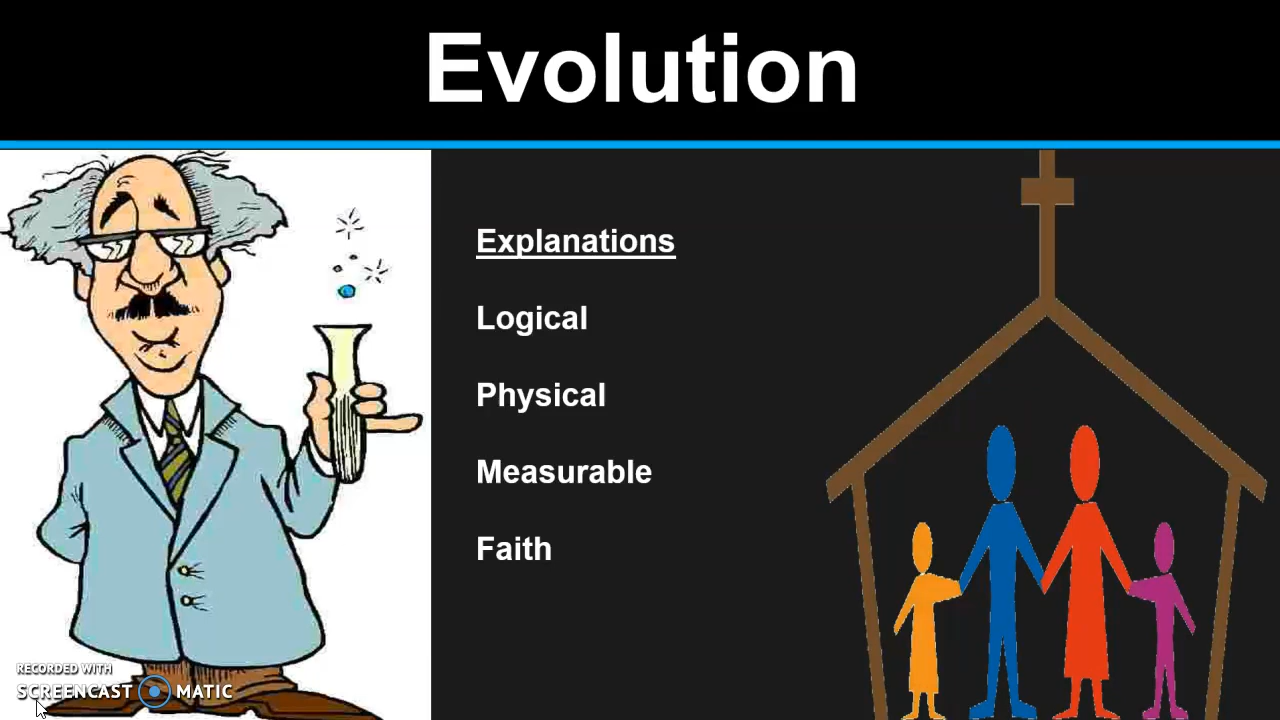 Evolution
Explanations
Logical
Physical
Measurable
Faith
RECORDED WITH
SCREENCAST MATIC